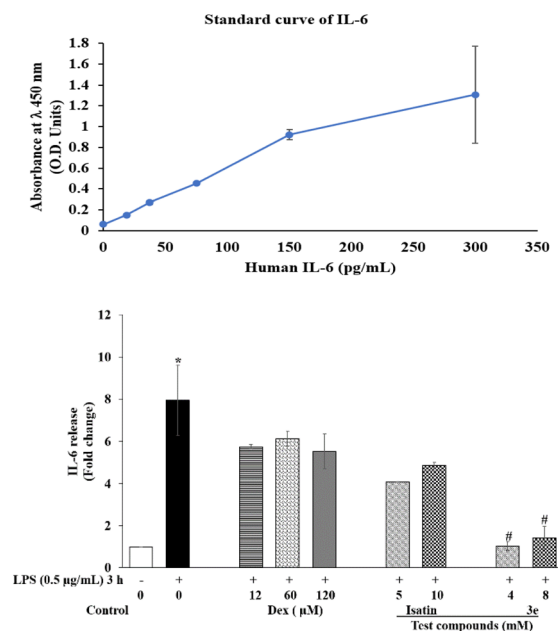 Standard curve of IL-6
1.8
1.6
1.4
1.2
1
0.8
0.6
0.4
0.2
0
Absorbance at λ 450 nm
(O.D. Units)
0 50 100 150 200 250 300 350
Human IL-6 (pg/mL)
12
10
8
6
4
2
0
IL-6 release
(Fold change)
*
# #
LPS (0.5 µg/mL) 3 h - + + + + + + + +
0 0 12 60 120 5 10 4 8
Control Dex ( µM) Isatin 3e
Test compounds (mM)